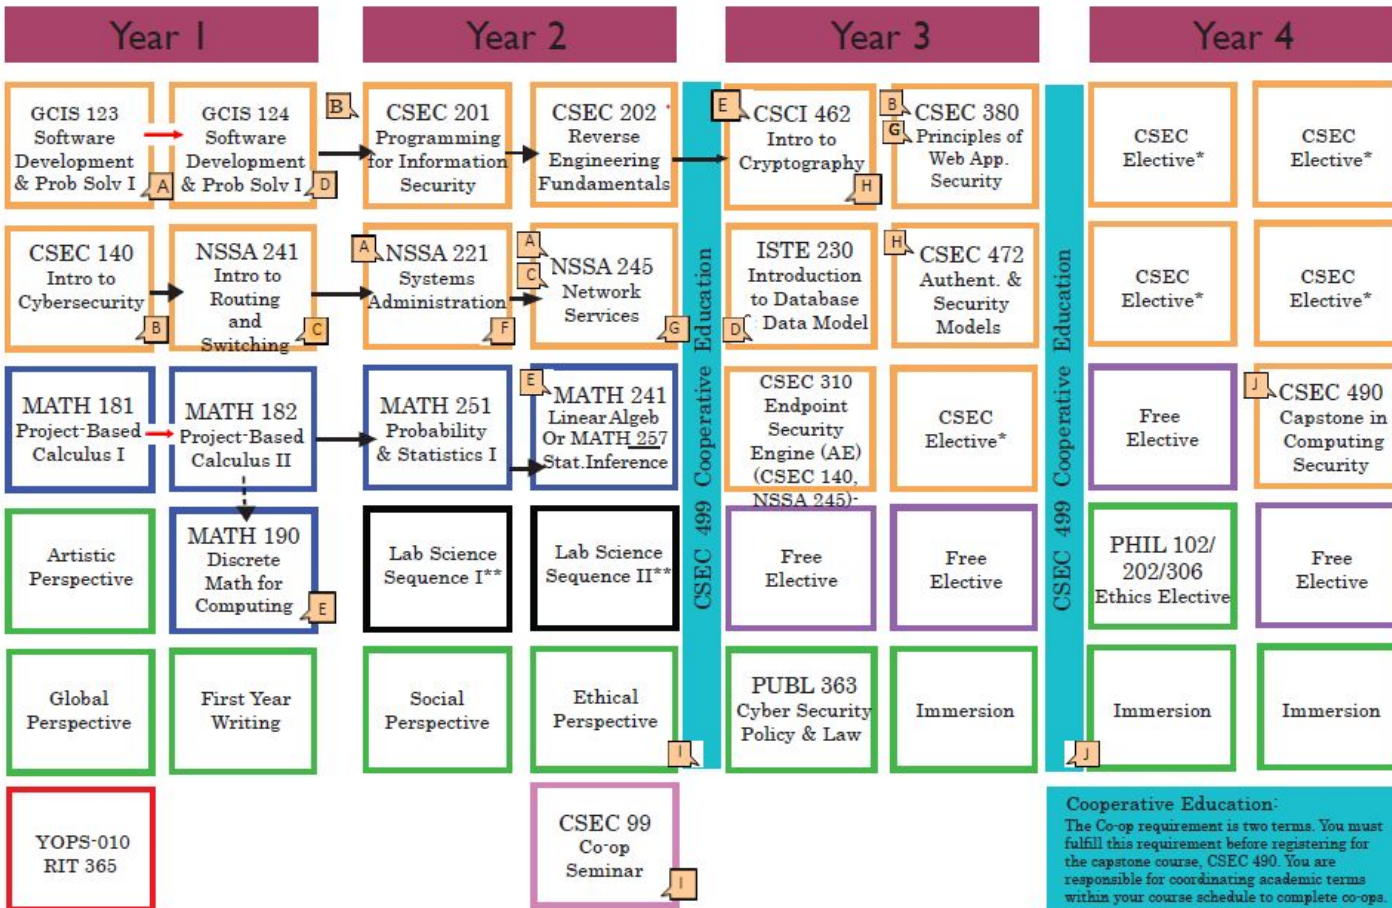 Year 1
Year 2
Year 3
Year 4
GCIS 123
Software
Development
& Prob Solv I
A
GCIS 124
Software
Development
& Prob Solv I
D
B
CSEC 201
Programming
for Information
Security
CSEC 202
Reverse
Engineering
Fundamentals
E
CSCI 462
Intro to
Cryptography
H
B
G
CSEC 380
Principles of
Web App.
Security
CSEC
Elective*
CSEC
Elective*
CSEC 140
Intro to
Cybersecurity
B
NSSA 241
Intro to
Routing
and
Switching
C
A
NSSA 221
Systems
Administration
F
A
C
NSSA 245
Network
Services
G
ISTE 230
Introduction
to Database
Data Model
D
H
CSEC 472
Authent. &
Security
Models
CSEC
Elective*
CSEC
Elective*
MATH 181
Project-Based
Calculus I
MATH 182
Project-Based
Calculus II
MATH 251
Probability
& Statistics I
E
MATH 241
Linear Algeb
Or MATH 257
Stat.Inference
CSEC 310
Endpoint
Security
Engine (AE)
(CSEC 140,
NSSA 245)-
CSEC
Elective*
Free
Elective
J
CSEC 490
Capstone in
Computing
Security
Artistic
Perspective
MATH 190
Discrete
Math for
Computing
E
Lab Science
Sequence I**
Lab Science
Sequence II**
Free
Elective
Free
Elective
PHIL 102/
202/306
Ethics Elective
Free
Elective
Global
Perspective
First Year
Writing
Social
Perspective
Ethical
Perspective
I
PUBL 363
Cyber Security
Policy & Law
Immersion
J
Immersion
Immersion
CSEC 499 Cooperative Education
CSEC 499 Cooperative Education
YOPS-010
RIT 365
CSEC 99
Co-op
Seminar
I
Cooperative Education:
The Co-op requirement is two terms. You must
fulfill this requirement before registering for
the capstone course, CSEC 490. You are
responsible for coordinating academic terms
within your course schedule to complete co-ops.